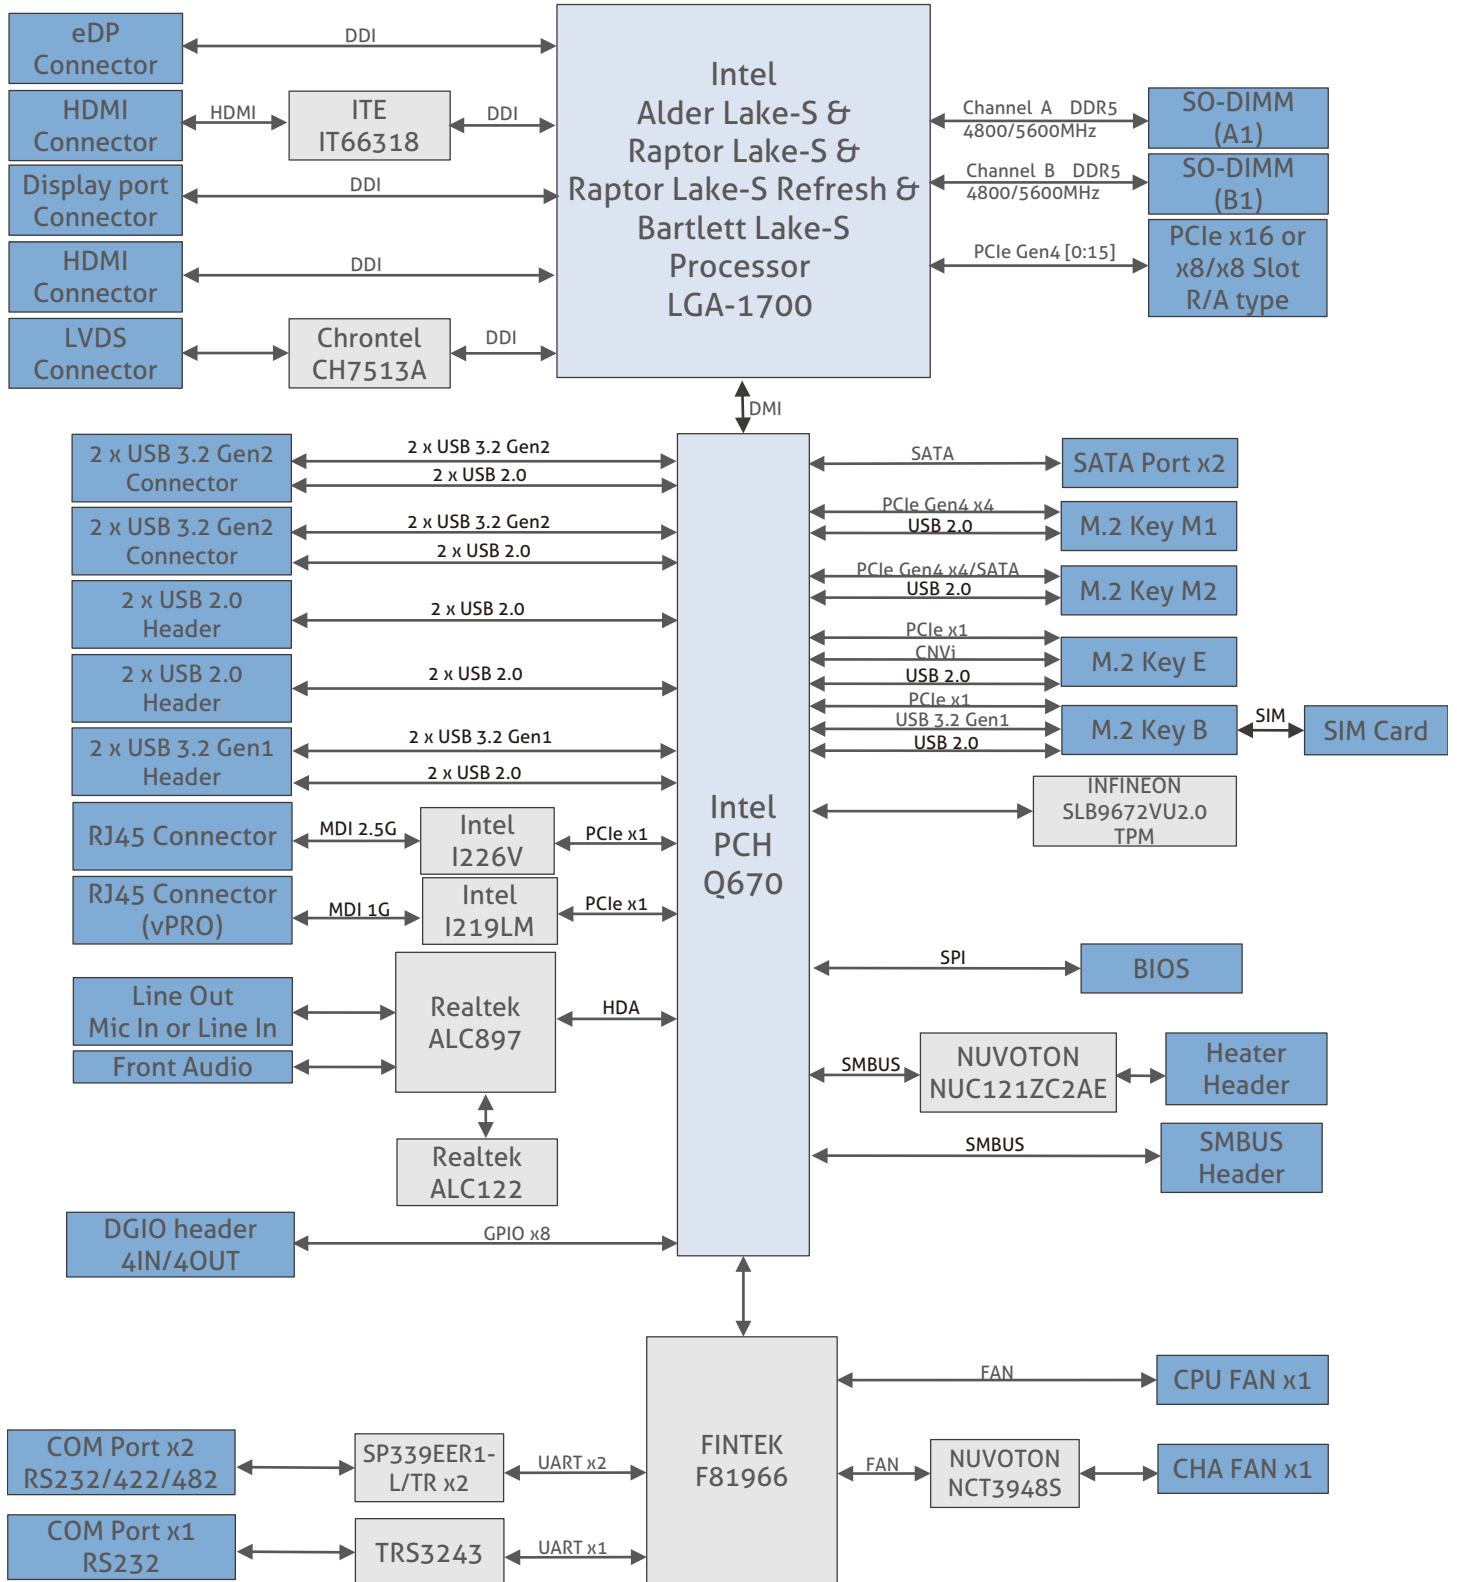 eDP
Connector
DDI
HDMI
Connector
HDMI
ITE
IT66318
DDI
Display port
Connector
DDI
HDMI
Connector
DDI
LVDS
Connector
Chrontel
CH7513A
DDI
Intel
Alder Lake-S &
Raptor Lake-S &
Raptor Lake-S Refresh &
Bartlett Lake-S
Processor
LGA-1700
Channel A DDR5
4800/5600MHz
SO-DIMM
(A1)
Channel B DDR5
4800/5600MHz
SO-DIMM
(B1)
PCIe Gen4 [0:15]
PCIe x16 or
x8/x8 Slot
R/A type
DMI
2 x USB 3.2 Gen2
Connector
2 x USB 3.2 Gen2
2 x USB 2.0
2 x USB 3.2 Gen2
Connector
2 x USB 3.2 Gen2
2 x USB 2.0
2 x USB 2.0
Header
2 x USB 2.0
2 x USB 2.0
Header
2 x USB 2.0
2 x USB 3.2 Gen1
Header
2 x USB 3.2 Gen1
2 x USB 2.0
RJ45 Connector
MDI 2.5G
Intel
I226V
PCIe x1
RJ45 Connector
(vPRO)
MDI 1G
Intel
I219LM
PCIe x1
Line Out
Mic In or Line In
Front Audio
Realtek
ALC897
HDA
Realtek
ALC122
DGIO header
4IN/4OUT
GPIO x8
Intel
PCH
Q670
SATA
SATA Port x2
PCIe Gen4 x4
USB 2.0
M.2 Key M1
PCIe Gen4 x4/SATA
USB 2.0
M.2 Key M2
PCIe x1
CNVi
USB 2.0
M.2 Key E
PCIe x1
USB 3.2 Gen1
USB 2.0
M.2 Key B
SIM
SIM Card
INFINEON
SLB9672VU2.0
TPM
SPI
BIOS
SMBUS
NUVOTON
NUC121ZC2AE
Heater
Header
SMBUS
SMBUS
Header
FINTEK
F81966
FAN
CPU FAN x1
FAN
NUVOTON
NCT3948S
CHA FAN x1
COM Port x2
RS232/422/482
SP339EER1-
L/TR x2
UART x2
COM Port x1
RS232
TRS3243
UART x1